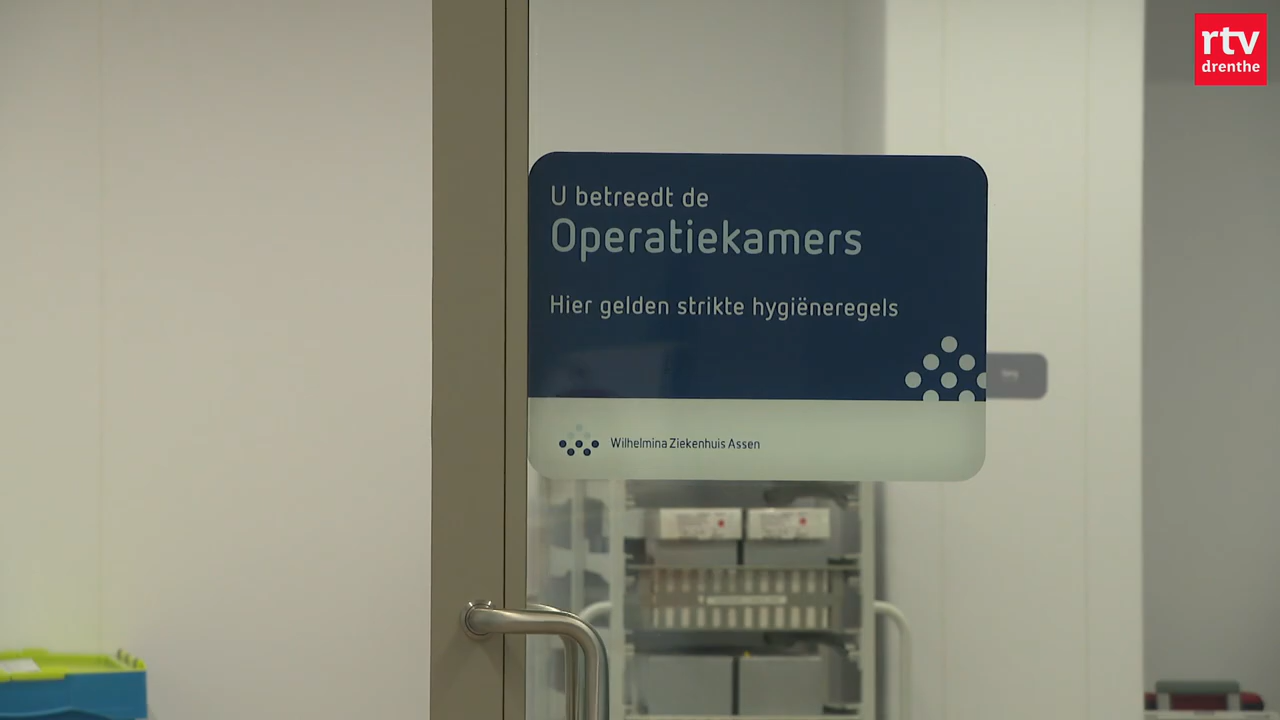 rtv
drenthe
U betreedt de
Operatiekamers
Hier gelden strikte hygiëneregels
Wilhelmina Ziekenhuis Assen